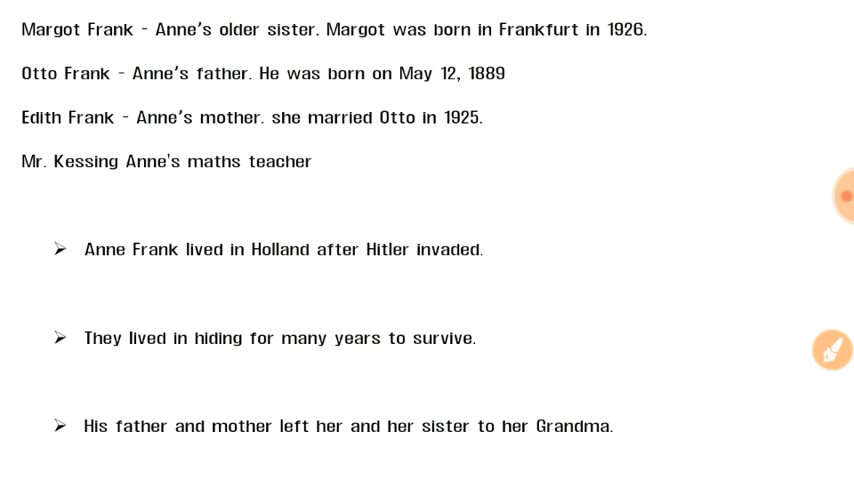 Margot Frank - Anne’s older sister. Margot was born in Frankfurt in 1926.
Otto Frank - Anne’s father. He was born on May 12, 1889
Edith Frank - Anne’s mother. she married Otto in 1925.
Mr. Kessing Anne's maths teacher
➢ Anne Frank lived in Holland after Hitler invaded.
➢ They lived in hiding for many years to survive.
➢ His father and mother left her and her sister to her Grandma.